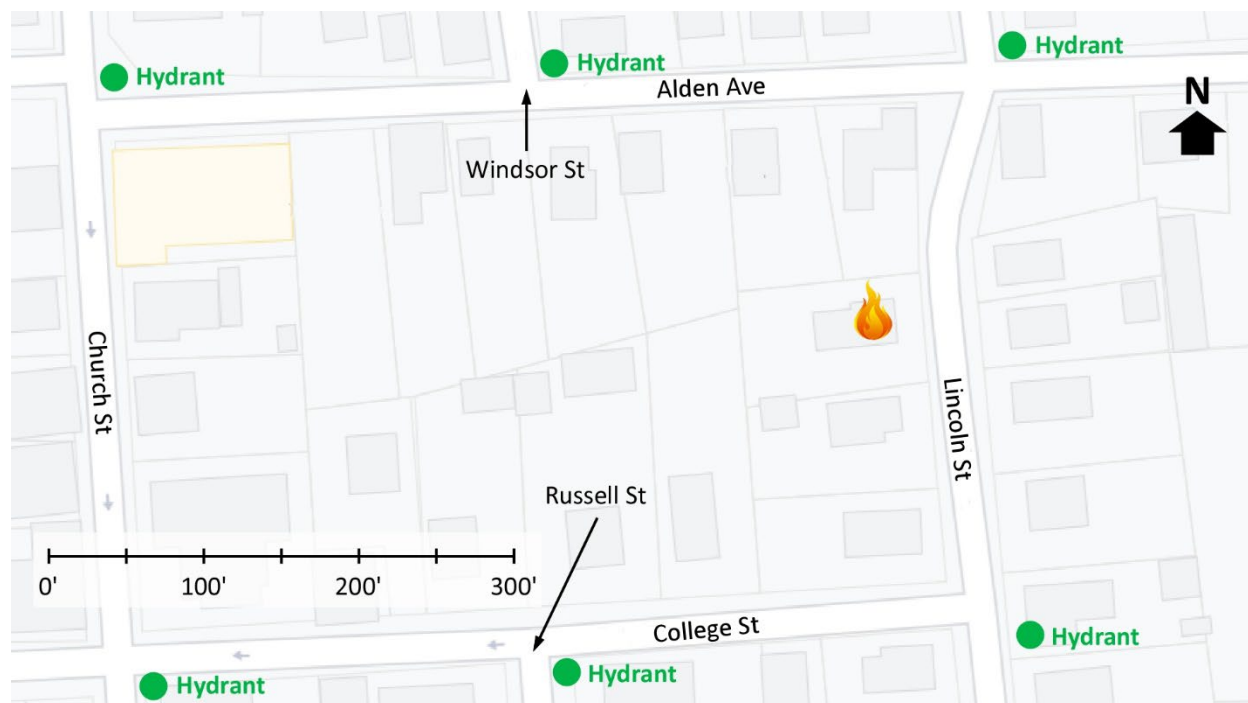 Hydrant
Hydrant
Hydrant
Alden Ave
N
Windsor St
Church St
Lincoln St
Russell St
0' 100' 200' 300'
College St
Hydrant
Hydrant
Hydrant